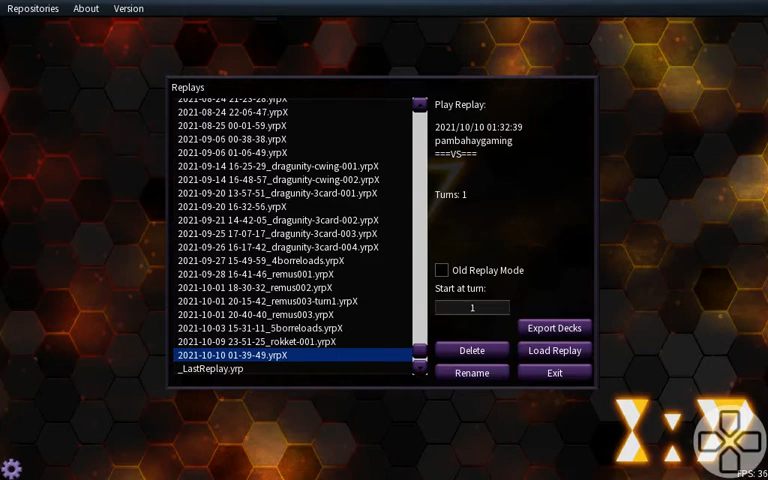 Repositories About Version
Replays
2021-08-24 21-23-28.yrpX
2021-08-24 22-06-47.yrpX
2021-08-25 00-01-59.yrpX
2021-09-06 00-38-38.yrpX
2021-09-06 01-06-49.yrpX
2021-09-14 16-25-29_dragunity-cwing-001.yrpX
2021-09-14 16-48-57_dragunity-cwing-002.yrpX
2021-09-20 13-57-51_dragunity-3card-001.yrpX
2021-09-20 16-32-56.yrpX
2021-09-21 14-42-05_dragunity-3card-002.yrpX
2021-09-25 17-07-17_dragunity-3card-003.yrpX
2021-09-26 16-17-42_dragunity-3card-004.yrpX
2021-09-27 15-49-59_4borreloads.yrpX
2021-09-28 16-41-46_remus001.yrpX
2021-10-01 18-30-32_remus002.yrpX
2021-10-01 20-15-42_remus003-turn1.yrpX
2021-10-01 20-40-40_remus003.yrpX
2021-10-03 15-31-11_5borreloads.yrpX
2021-10-09 23-51-25_rokket-001.yrpX
2021-10-10 01-39-49.yrpX
_LastReplay.yrp
Play Replay:
2021/10/10 01:32:39
pambahaygaming
===VS===
Turns: 1
Old Replay Mode
Start at turn:
1
Export Decks
Delete Load Replay
Rename Exit
FPS: 36